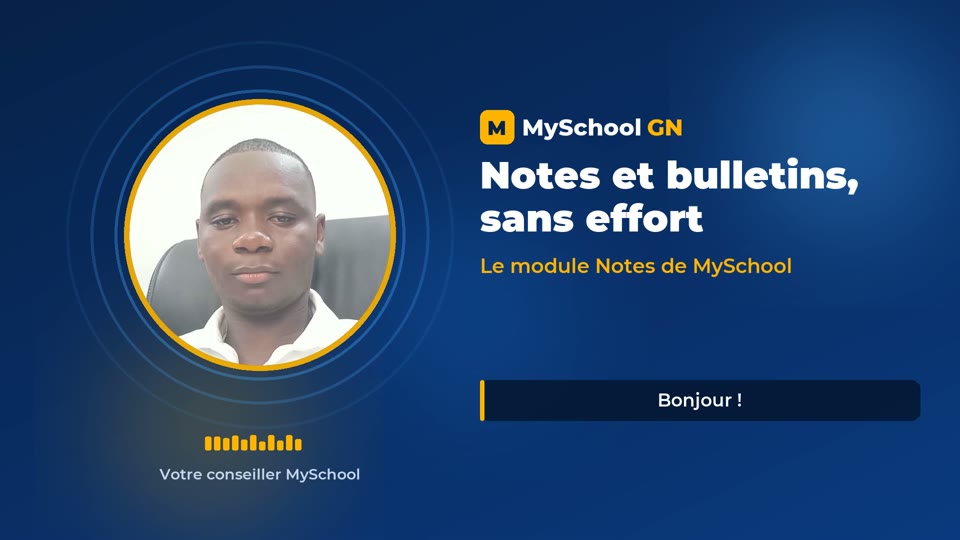 M MySchool GN
Notes et bulletins,
sans effort
Le module Notes de MySchool
Bonjour !
Votre conseiller MySchool